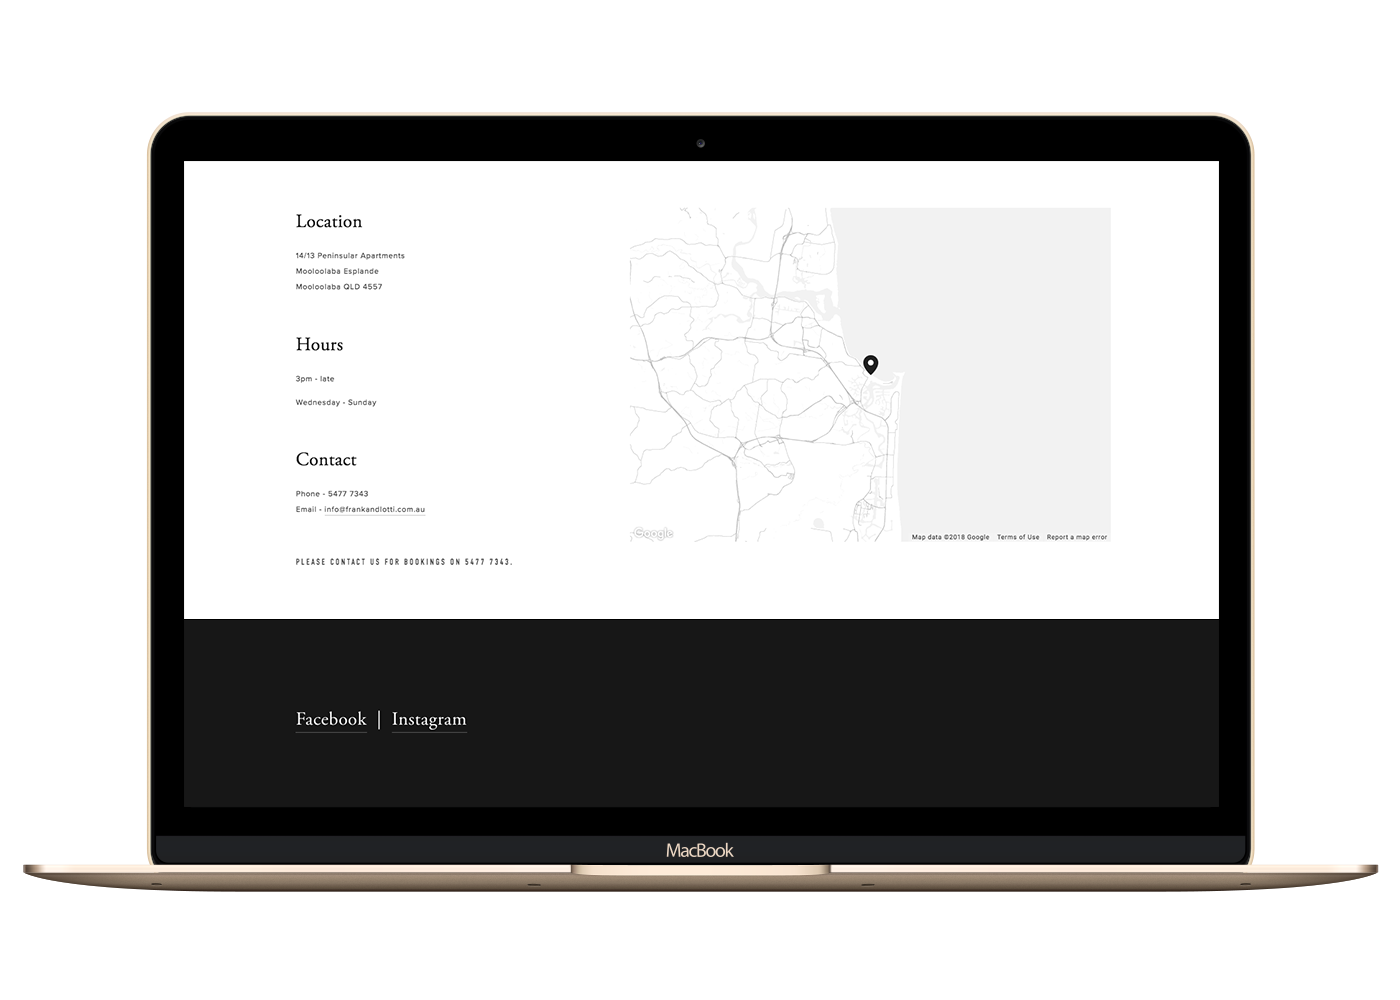 Location
14/13 Peninsular Apartments
Mooloolaba Esplande
Mooloolaba QLD 4557
Hours
3pm - late
Wednesday - Sunday
Contact
Phone - 5477 7343
Email - info@frankandlotti.com.au
PLEASE CONTACT US FOR BOOKINGS ON 5477 7343.
Google
Map data ©2018 Google Terms of Use Report a map error
Facebook | Instagram
MacBook